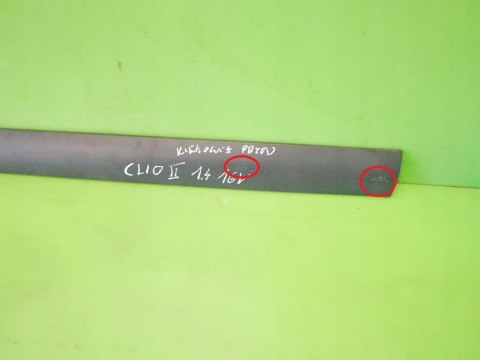 KIEROWCA PRZÓD
CLIO II 1.4 16V